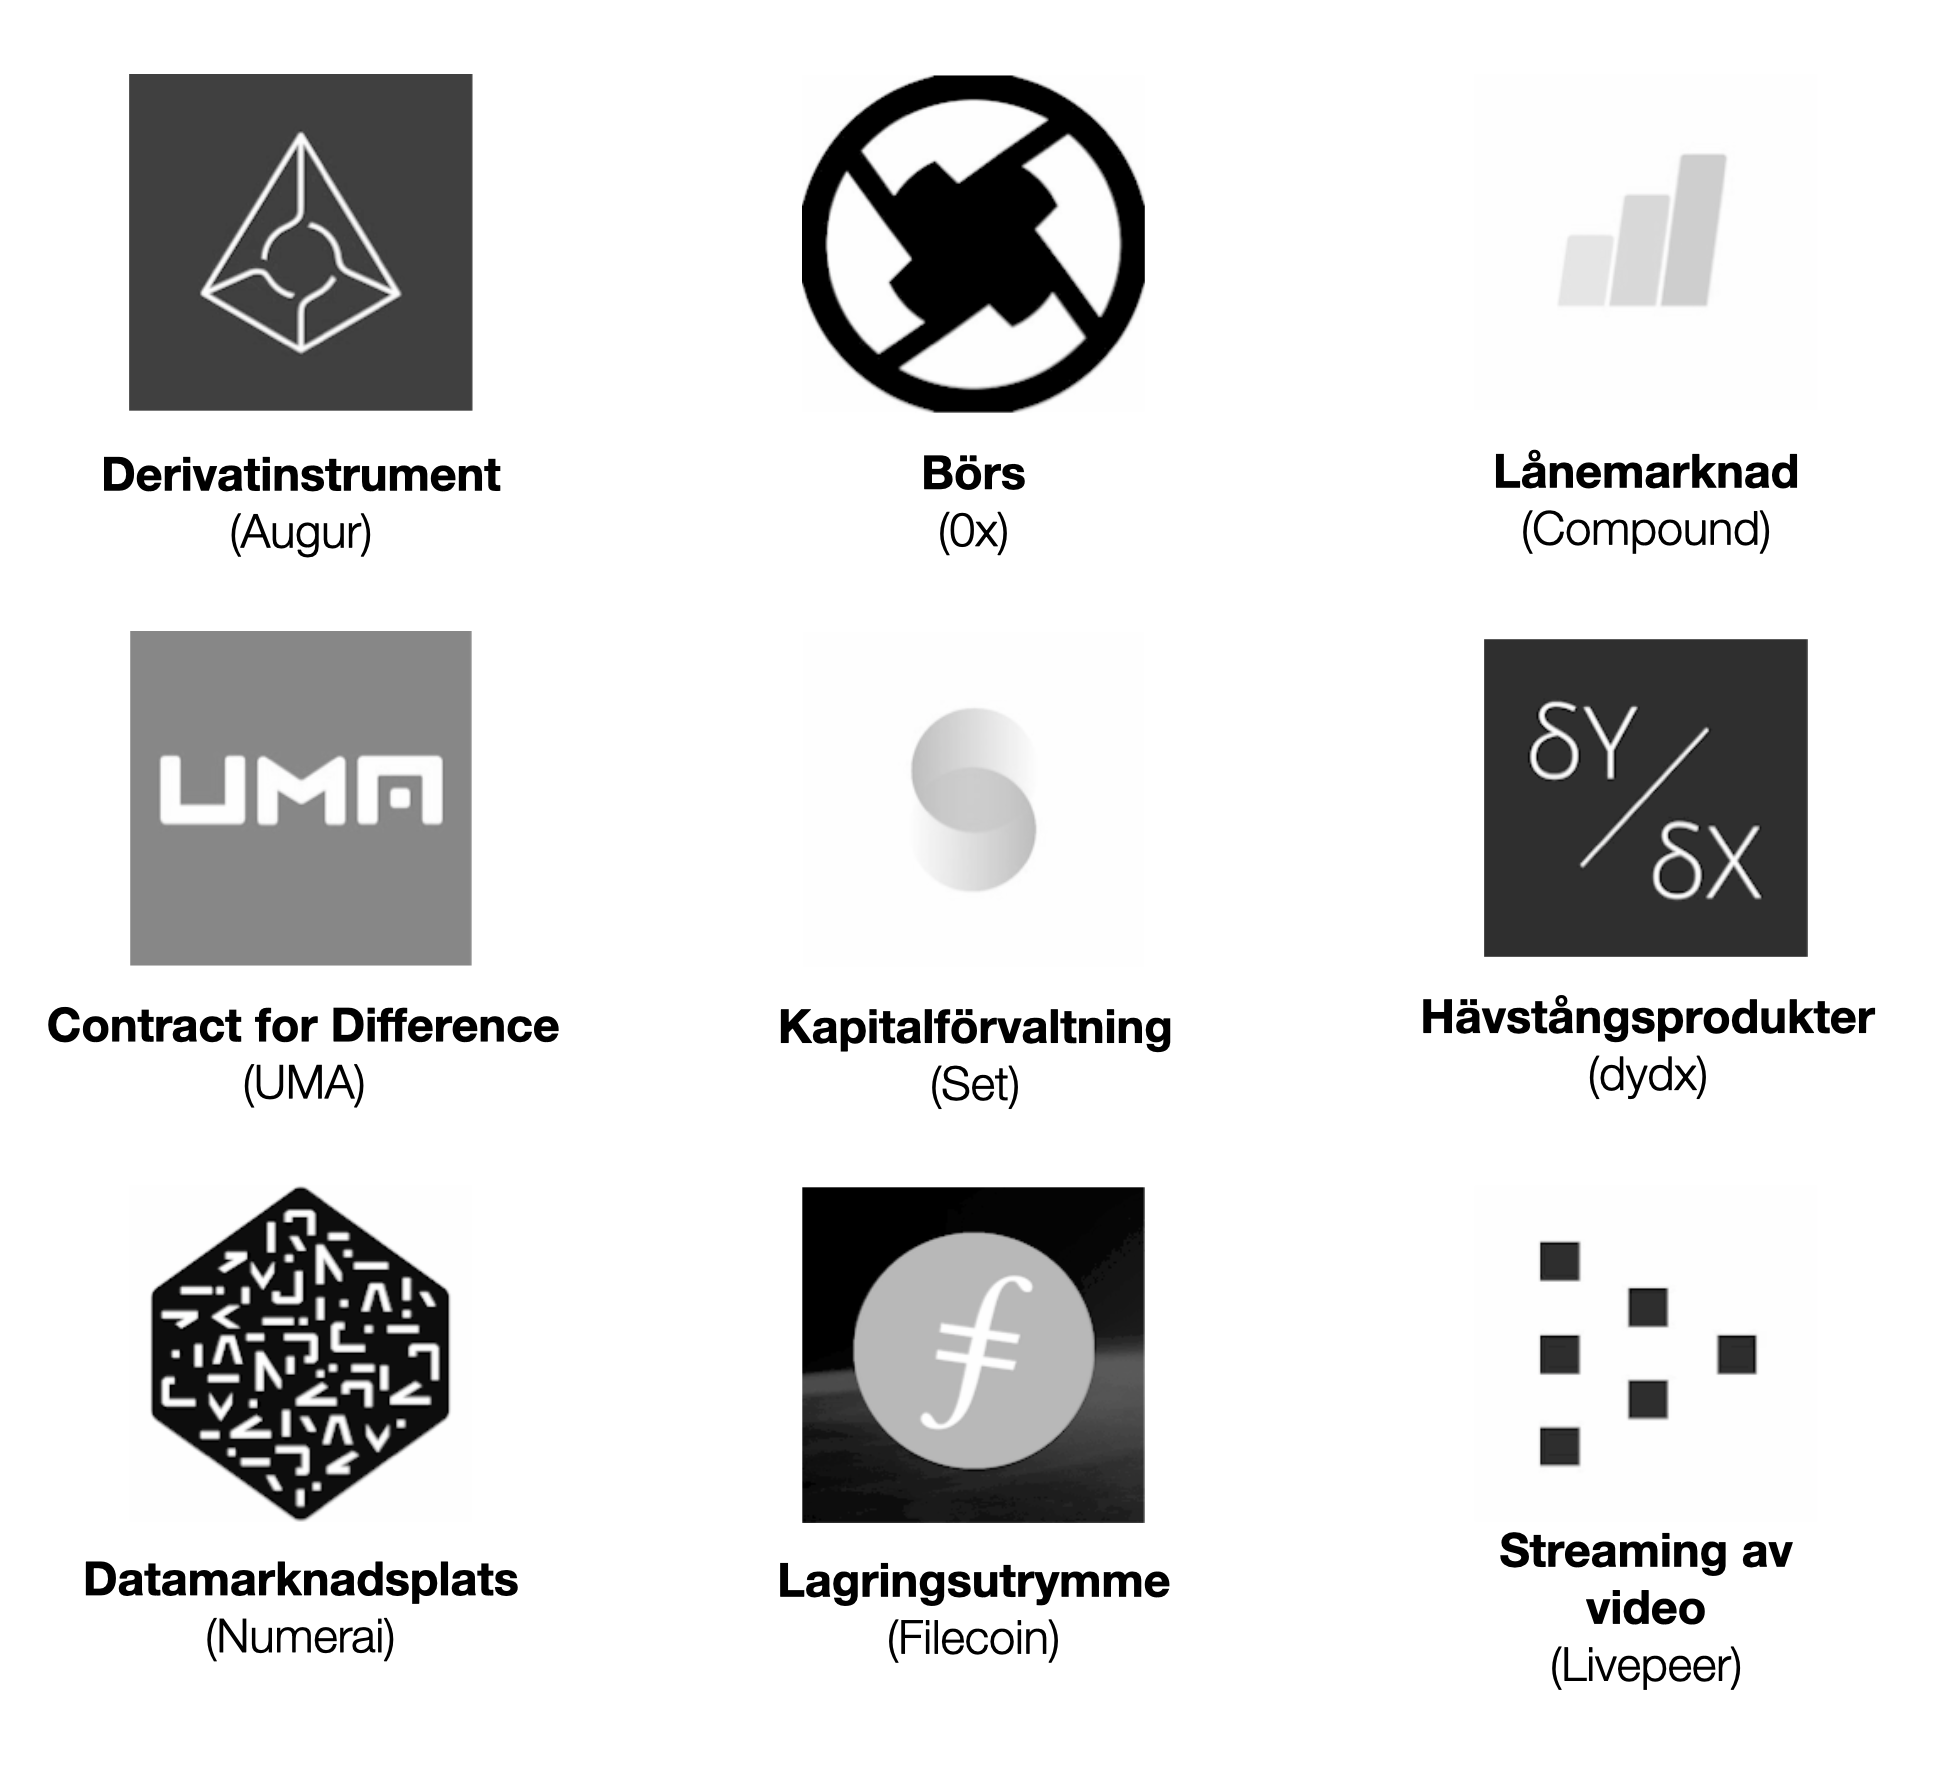 Derivatinstrument
(Augur)
Börs
(0x)
Lånemarknad
(Compound)
UMA
Contract for Difference
(UMA)
Kapitalförvaltning
(Set)
δY/δX
Hävstångsprodukter
(dydx)
Datamarknadsplats
(Numerai)
Lagringsutrymme
(Filecoin)
Streaming av
video
(Livepeer)